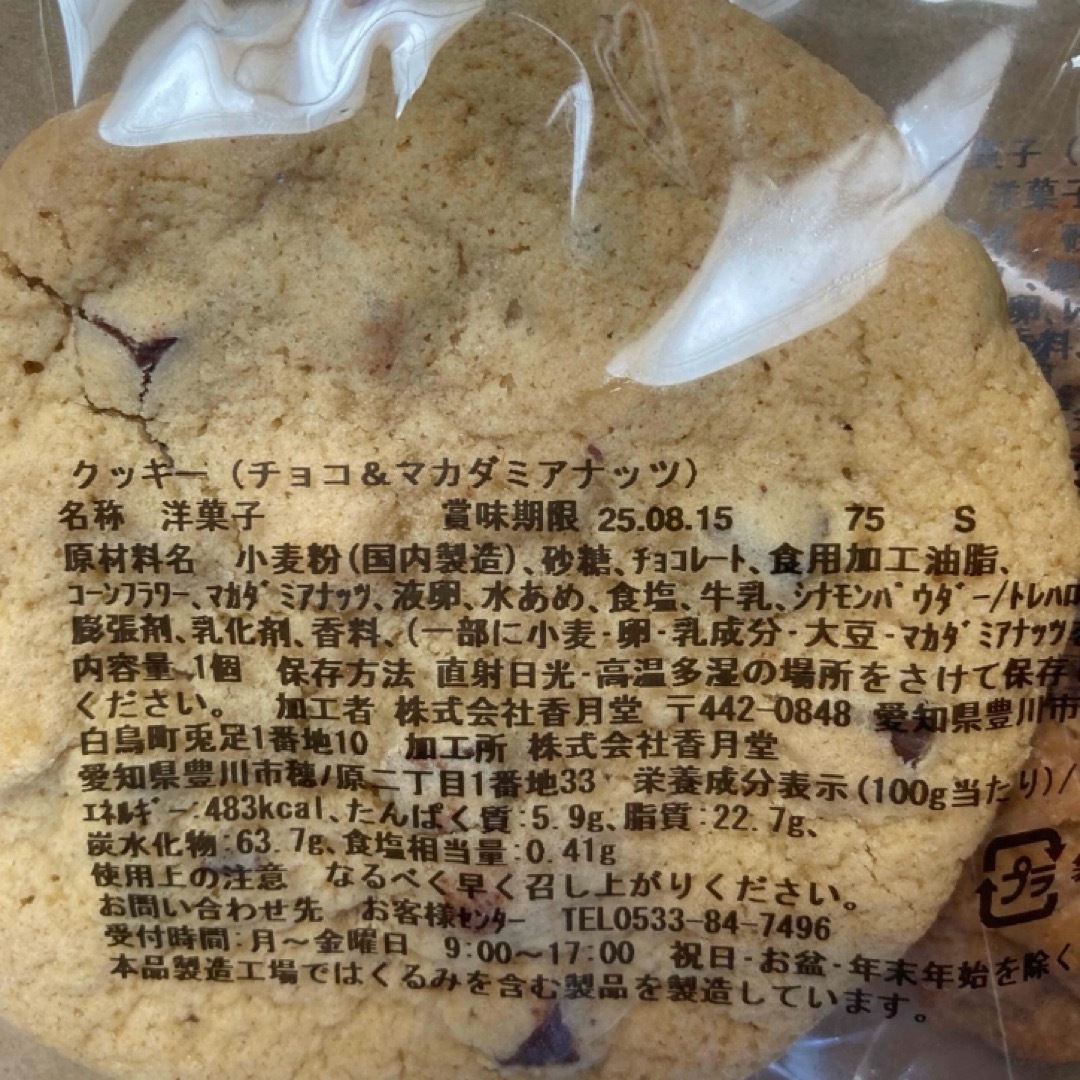 クッキー（チョコ＆マカダミアナッツ）
名称 洋菓子 賞味期限 25.08.15 75 S
原材料名 小麦粉(国内製造)、砂糖、ﾁｮｺﾚｰﾄ、食用加工油脂、
ｺｰﾝﾌﾗﾜｰ、ﾏｶﾀﾞﾐｱﾅｯﾂ、液卵、水あめ、食塩、牛乳、ｼﾅﾓﾝﾊﾟｳﾀﾞｰ/ﾄﾚﾊﾛ
膨張剤、乳化剤、香料、(一部に小麦-卵-乳成分-大豆-ﾏｶﾀﾞﾐｱﾅｯﾂ
内容量 1個 保存方法 直射日光-高温多湿の場所をさけて保存
ください。 加工者 株式会社香月堂 〒442-0848 愛知県豊川市
白鳥町兎足1番地10 加工所 株式会社香月堂
愛知県豊川市穂ﾉ原二丁目1番地33 栄養成分表示(100g当たり)/
ｴﾈﾙｷﾞｰ:483kcal、たんぱく質:5.9g、脂質:22.7g、
炭水化物:63.7g、食塩相当量:0.41g
使用上の注意 なるべく早く召し上がりください。
お問い合わせ先 お客様ｾﾝﾀｰ TEL0533-84-7496
受付時間:月～金曜日 9:00～17:00 祝日-お盆-年末年始を除く
本品製造工場ではくるみを含む製品を製造しています。
プラ
洋菓子